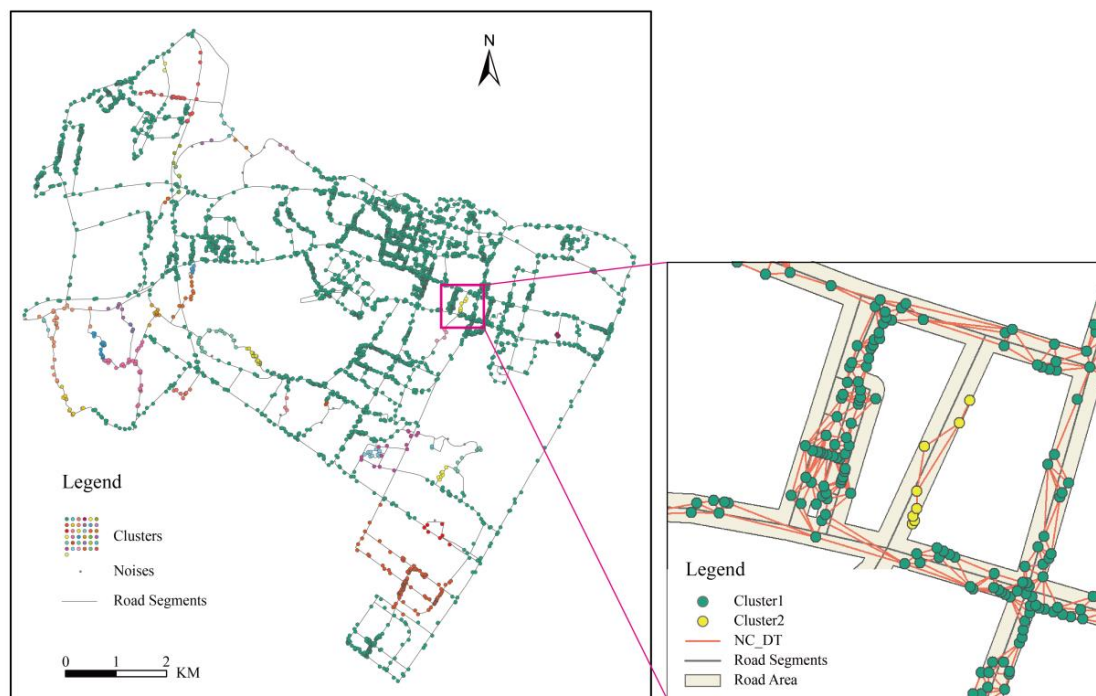 N
Legend
Clusters
Noises
Road Segments
0 1 2
KM
Legend
Cluster1
Cluster2
NC_DT
Road Segments
Road Area